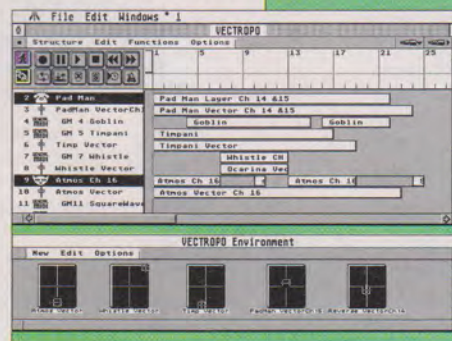 File Edit Windows * 1
VECTROPO
Structure Edit Functions Options
1 5 9 13 17 21 25
2 Pad Man
3 PadMan VectorCh
4 GM 4 Goblin
5 GM 5 Timpani
6 Timp Vector
7 GM 7 Whistle
8 Whistle Vector
9 Atmos Ch 16
10 Atmos Vector
11 GM11 SquareWav
Pad Man Layer Ch 14 &15
Pad Man Vector Ch 14 &15
Goblin Goblin
Timpani
Timpani Vector
Whistle CH
Ocarina Vec
Atmos Ch 16 Atmos Ch 1
Atmos Vector Ch 16
VECTROPO Environment
New Edit Options
Atmos Vector Whistle Vector Timp Vector PadMan VectorCh15 Reverse VectorCh14